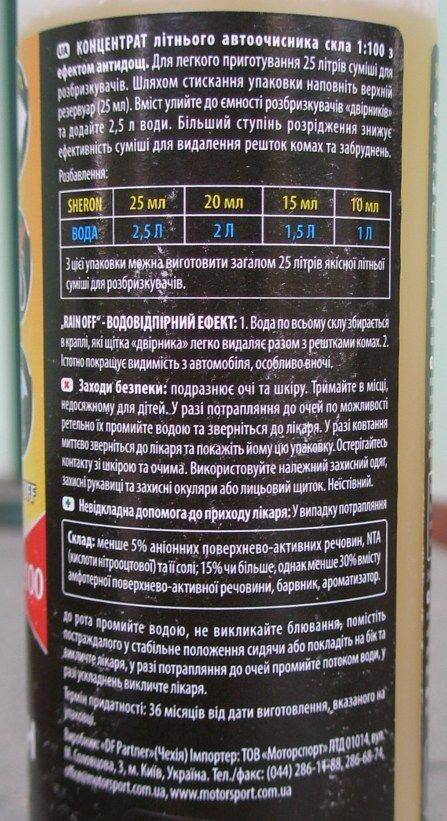 UA КОНЦЕНТРАТ літнього автоочисника скла 1:100 з
ефектом антидощ. Для легкого приготування 25 літрів суміші для
розбризкувачів. Шляхом стискання упаковки наповніть верхній
резервуар (25 мл). Вміст улийте до ємності розбризкувачів «двірників»
та додайте 2,5 л води. Більший ступінь розрідження знижує
ефективність суміші для видалення решток комах та забруднень.
Розбавлення:
SHERON 25 мл 20 мл 15 мл 10 мл
ВОДА 2,5 Л 2 Л 1,5 Л 1 Л
З цієї упаковки можна виготовити загалом 25 літрів якісної літньої
суміші для розбризкувачів.
„RAIN OFF“ - ВОДОВІДПІРНИЙ ЕФЕКТ: 1. Вода по всьому склу збирається
в краплі, які щітка «двірника» легко видаляє разом з рештками комах. 2.
Істотно покращує видимість з автомобіля, особливо вночі.
Заходи безпеки: подразнює очі та шкіру. Тримайте в місці,
недосяжному для дітей. У разі потрапляння до очей по можливості
ретельно їх промийте водою та зверніться до лікаря. У разі ковтання
миттєво зверніться до лікаря та покажіть йому цю упаковку. Остерігайтесь
контакту зі шкірою та очима. Використовуйте належний захисний одяг,
захисні рукавиці та захисні окуляри або лицьовий щиток. Неїстівний.
Невідкладна допомога до приходу лікаря: У випадку потрапляння
Склад: менше 5% аніонних поверхнево-активних речовин, NTA
(кислоти нітрооцтової) та її солі; 15% чи більше, однак менше 30% вмісту
амфотерної поверхнево-активної речовини, барвник, ароматизатор.
до рота промийте водою, не викликайте блювання, помістіть
постраждалого у стабільне положення сидячи або покладіть на бік та
викличте лікаря, у разі потрапляння до очей промийте потоком води, у
разі ускладнень викличте лікаря.
Термін придатності: 36 місяців від дати виготовлення, вказаного на
упаковці.
Виробник: «DF Partner»(Чехія) Імпортер: ТОВ «Моторспорт» ЛТД 01014, вул.
М. Соловцова, 3, м. Київ, Україна. Тел./факс: (044) 286-11-88, 286-68-74,
office@motorsport.com.ua, www.motorsport.com.ua